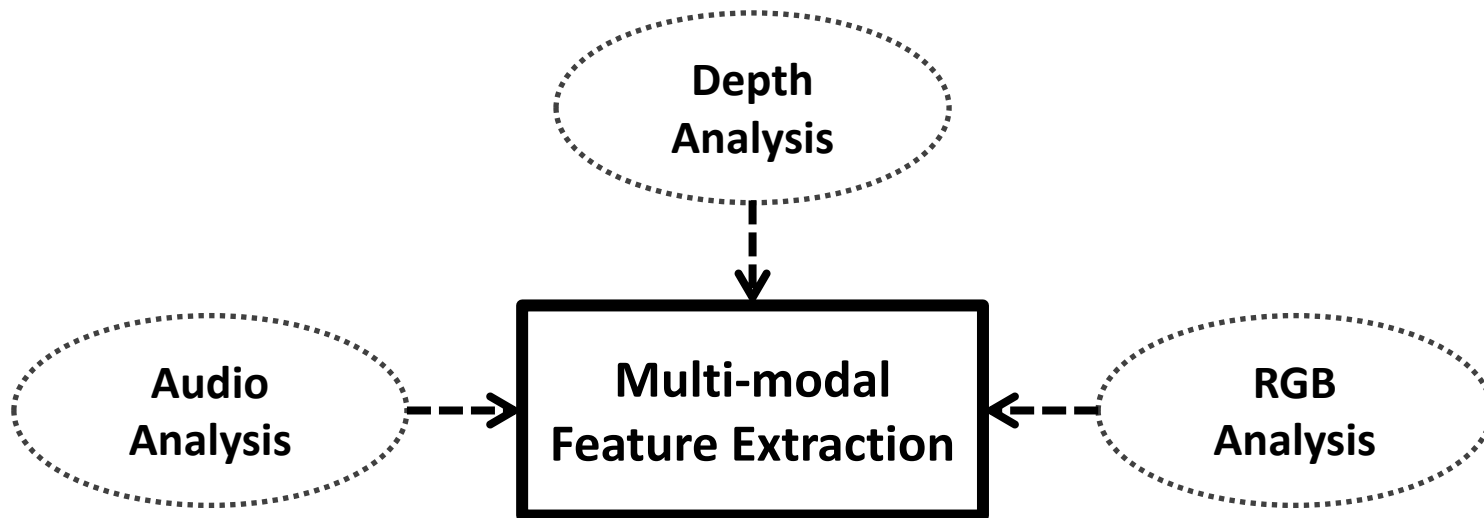 Depth
Analysis
Audio
Analysis
Multi-modal
Feature Extraction
RGB
Analysis